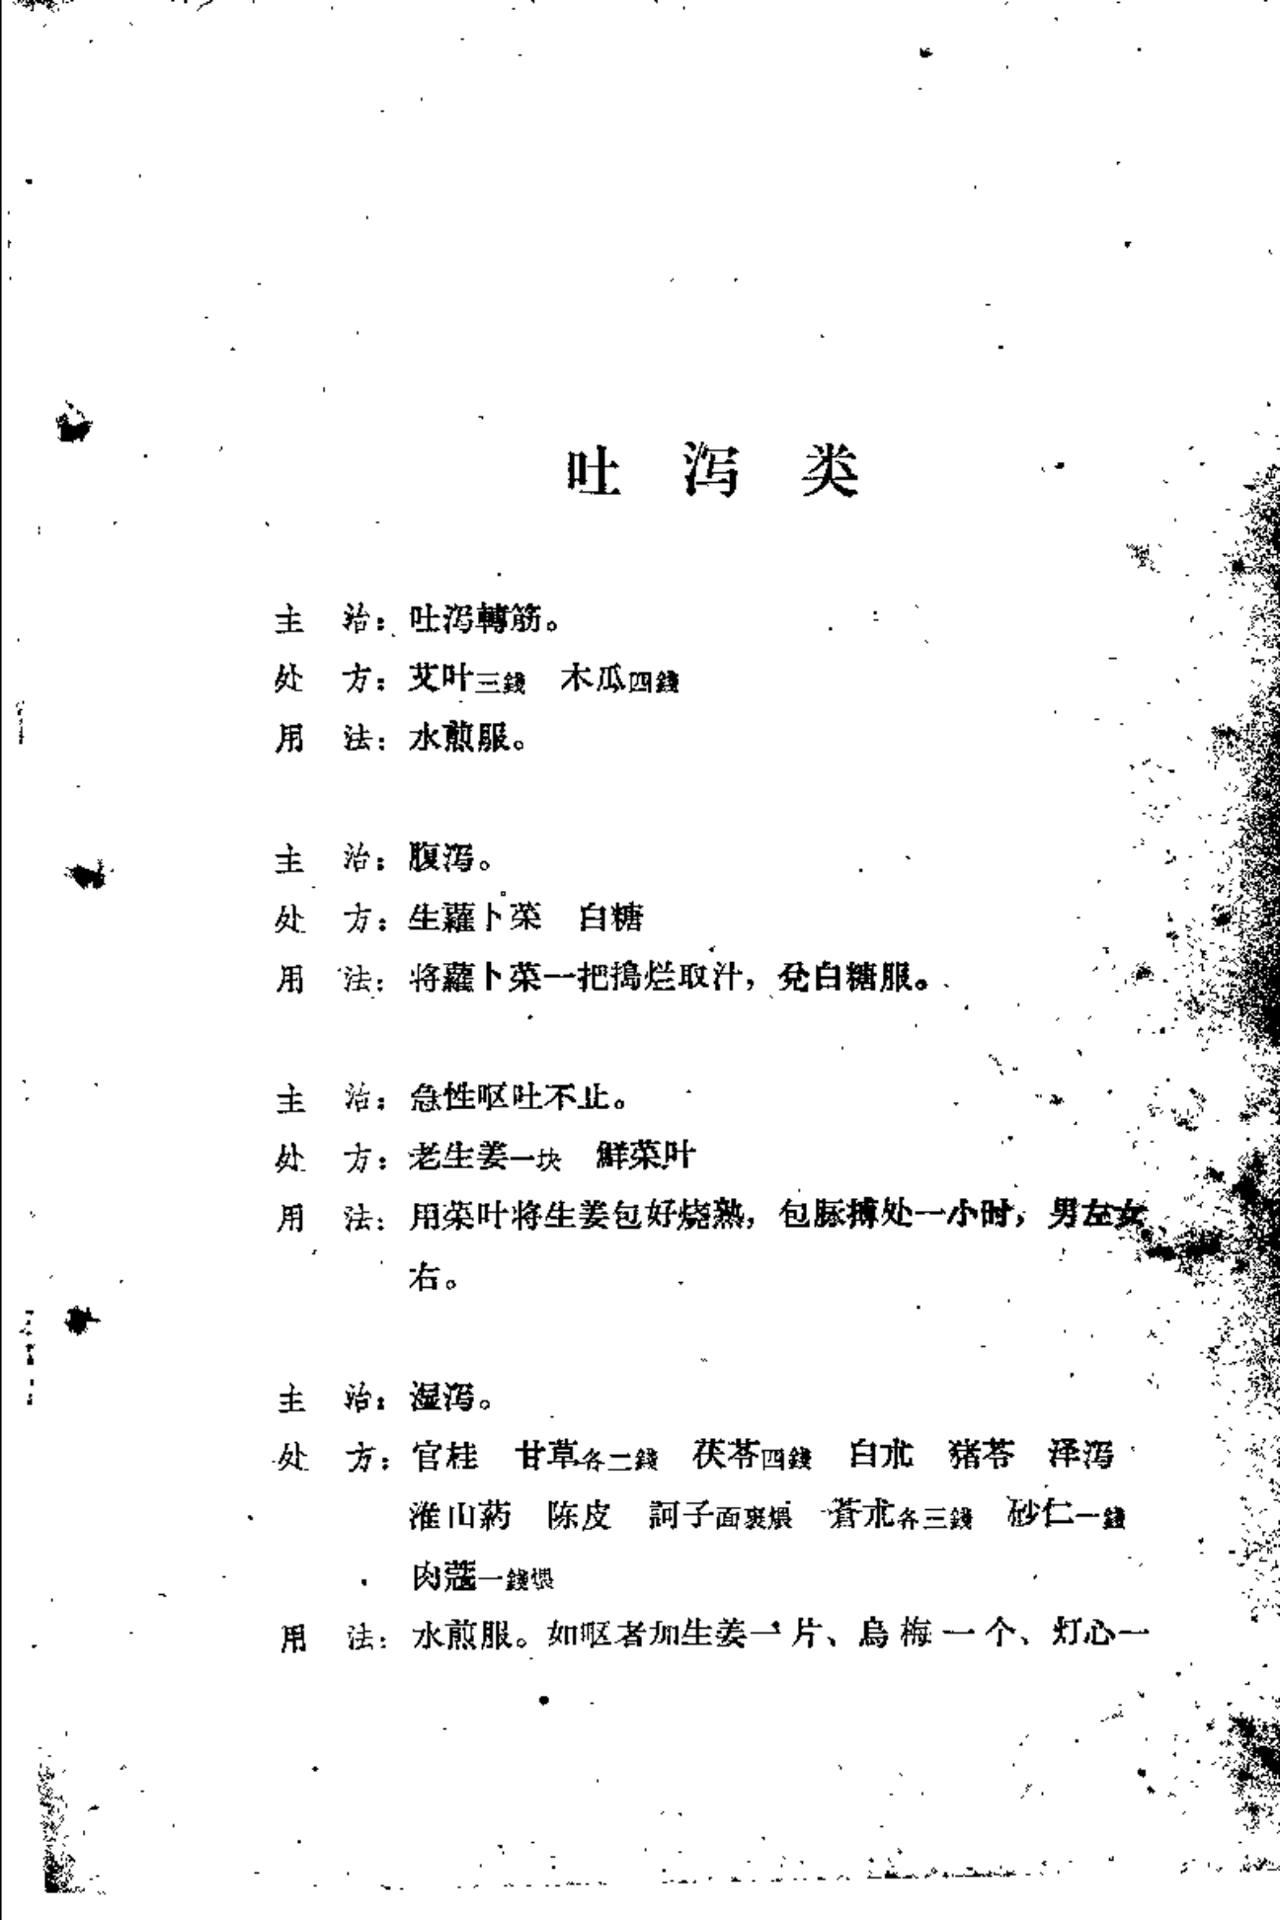 吐泻类
主治：吐泻轉筋。
处方：艾叶三錢 木瓜四錢
用法：水煎服。
主治：腹泻。
处方：生蘿卜菜 白糖
用法：将蘿卜菜一把搗烂取汁，兑白糖服。
主治：急性呕吐不止。
处方：老生姜一块 鮮菜叶
用法：用菜叶将生姜包好烧熟，包脉搏处一小时，男左女
右。
主治：湿泻。
处方：官桂 甘草各二錢 茯苓四錢 白朮 猪苓 泽泻
淮山药 陈皮 訶子面裹煨 蒼朮各三錢 砂仁一錢
肉蔻一錢煨
用法：水煎服。如呕者加生姜一片、烏梅一个、灯心一